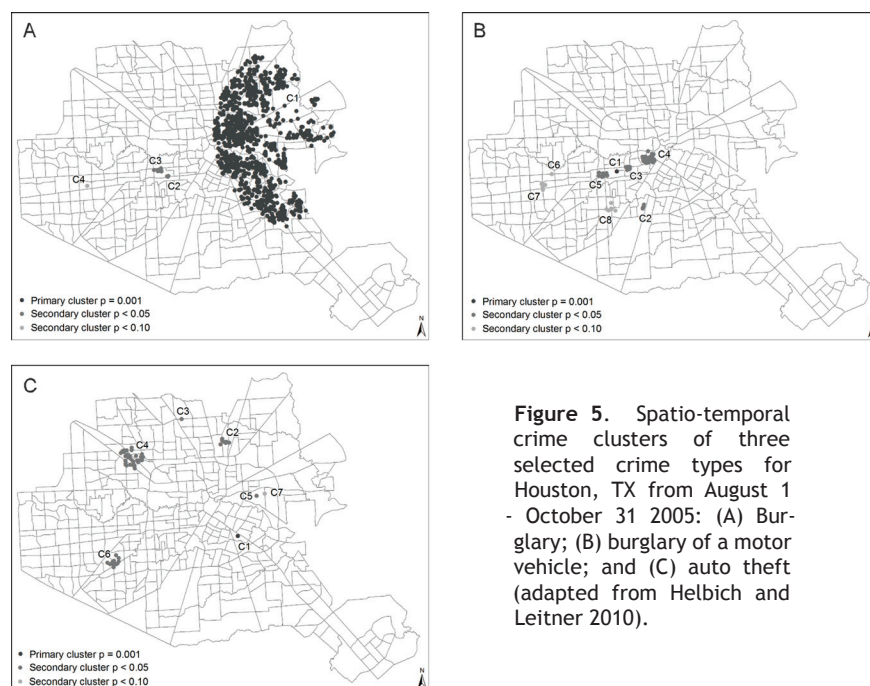 A
C1
C3
C2
C4
Primary cluster p = 0.001
Secondary cluster p < 0.05
Secondary cluster p < 0.10
N
B
C4
C6
C1
C3
C5
C7
C8
C2
Primary cluster p = 0.001
Secondary cluster p < 0.05
Secondary cluster p < 0.10
N
C
C3
C2
C4
C5
C7
C6
C1
Primary cluster p = 0.001
Secondary cluster p < 0.05
Secondary cluster p < 0.10
N
Figure 5. Spatio-temporal
crime clusters of three
selected crime types for
Houston, TX from August 1
- October 31 2005: (A) Bur-
glary; (B) burglary of a motor
vehicle; and (C) auto theft
(adapted from Helbich and
Leitner 2010).